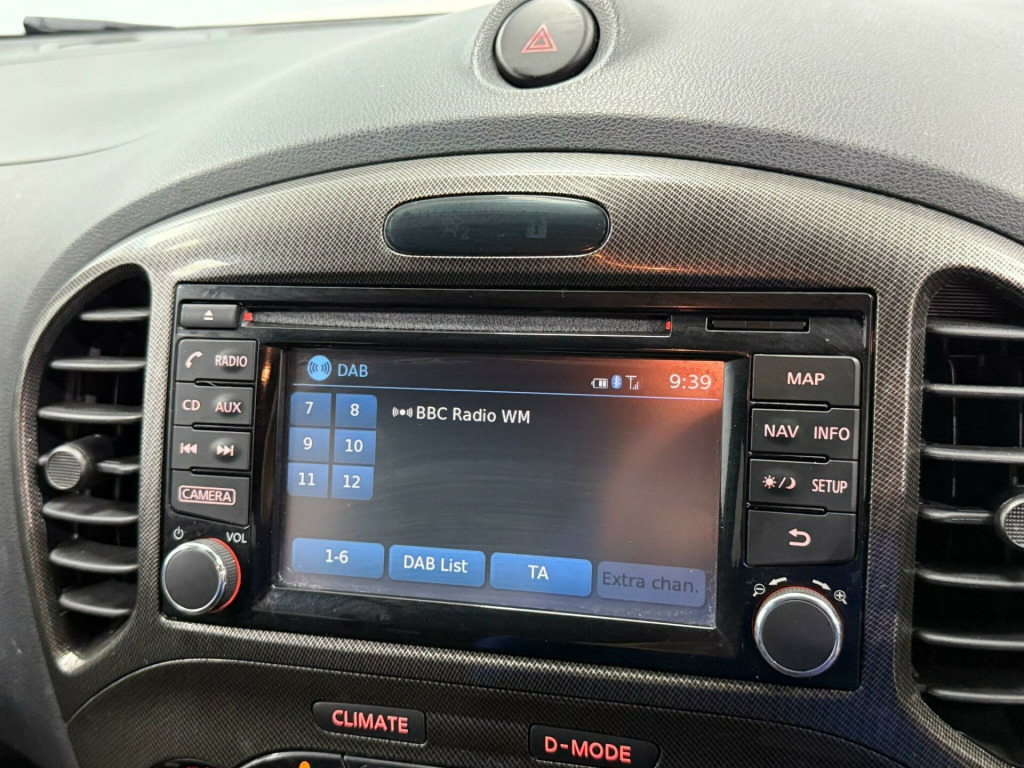 RADIO
CD AUX
CAMERA
VOL
DAB
9:39
7 8
9 10
11 12
BBC Radio WM
1-6
DAB List
TA
Extra chan.
MAP
NAV INFO
SETUP
CLIMATE
D-MODE